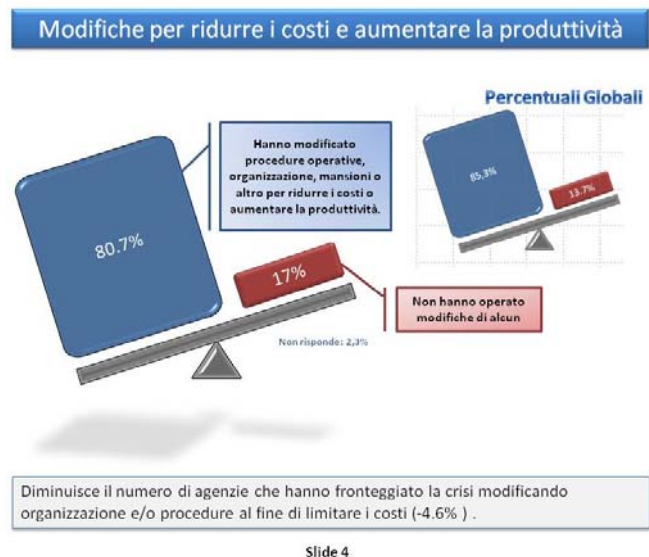 Modifiche per ridurre i costi e aumentare la produttività
Percentuali Globali
Hanno modificato
procedure operative,
organizzazione, mansioni o
altro per ridurre i costi o
aumentare la produttività.
85,3%
13.7%
80.7%
17%
Non hanno operato
modifiche di alcun
Non risponde: 2,3%
Diminuisce il numero di agenzie che hanno fronteggiato la crisi modificando
organizzazione e/o procedure al fine di limitare i costi (-4.6% ) .
Slide 4